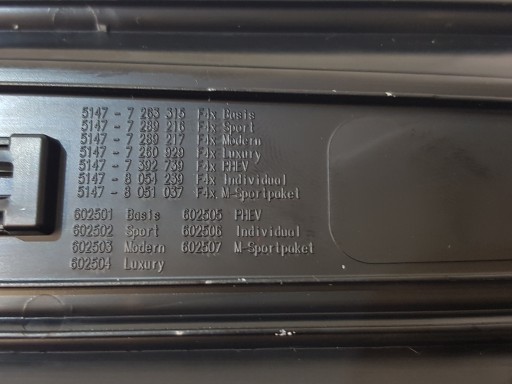 5147 - 7 263 315 F4x Basis
5147 - 7 289 216 F4x Sport
5147 - 7 289 217 F4x Modern
5147 - 7 260 929 F4x Luxury
5147 - 7 392 739 F4x PHEV
5147 - 8 054 239 F4x Individual
5147 - 8 051 037 F4x M-Sportpaket
602501 Basis 602505 PHEV
602502 Sport 602506 Individual
602503 Modern 602507 M-Sportpaket
602504 Luxury